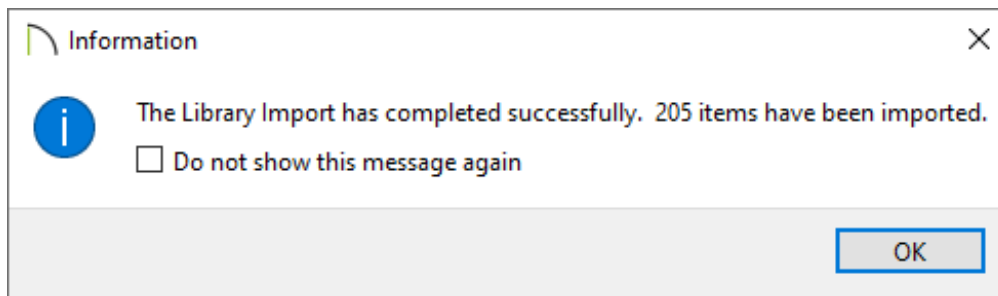 Information
The Library Import has completed successfully.  205 items have been imported.
Do not show this message again
OK